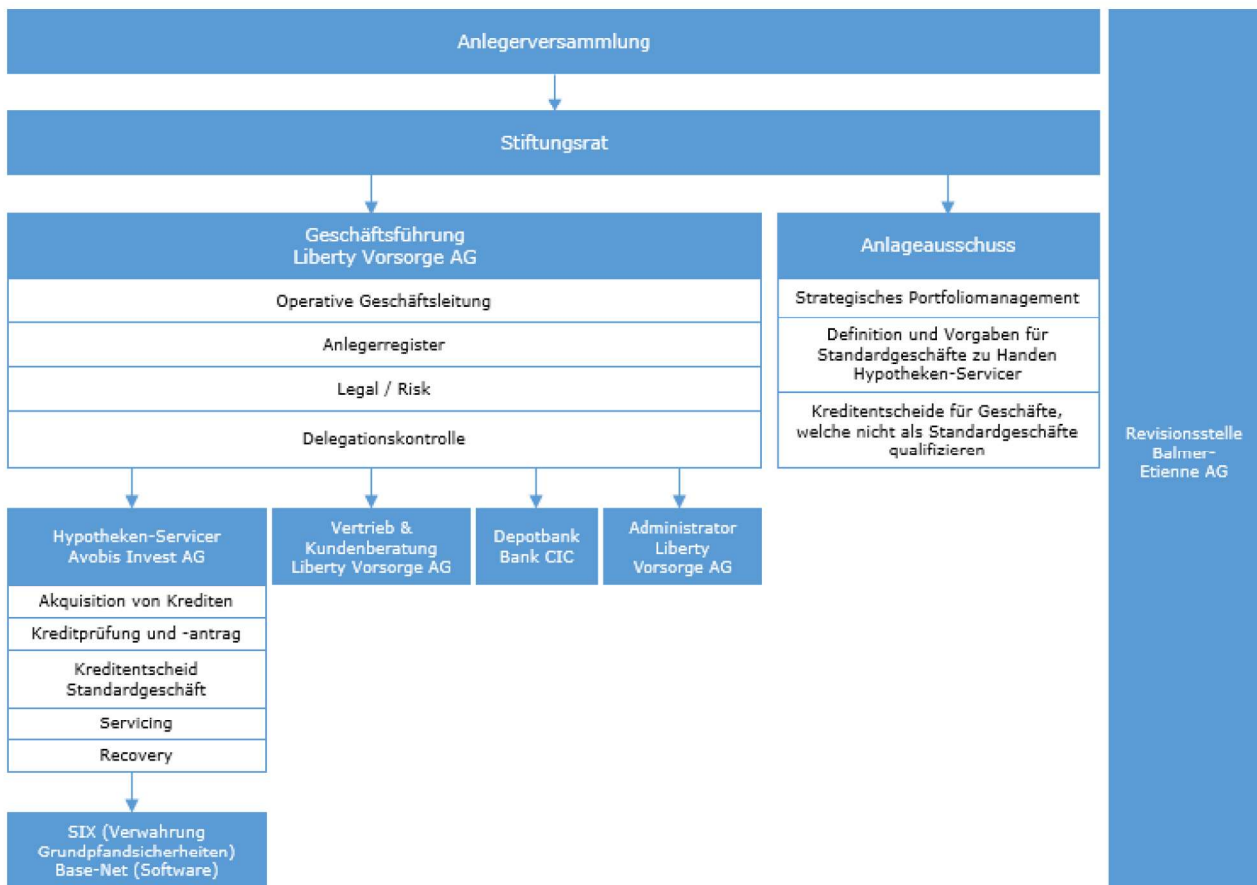 Anlegerversammlung
Stiftungsrat
Geschäftsführung
Liberty Vorsorge AG
Operative Geschäftsleitung
Anlegerregister
Legal / Risk
Delegationskontrolle
Anlageausschuss
Strategisches Portfoliomanagement
Definition und Vorgaben für
Standardgeschäfte zu Handen
Hypotheken-Servicer
Kreditentscheide für Geschäfte,
welche nicht als Standardgeschäfte
qualifizieren
Revisionsstelle
Balmer-
Etienne AG
Hypotheken-Servicer
Avobis Invest AG
Akquisition von Krediten
Kreditprüfung und -antrag
Kreditentscheid
Standardgeschäft
Servicing
Recovery
Vertrieb &
Kundenberatung
Liberty Vorsorge AG
Depotbank
Bank CIC
Administrator
Liberty
Vorsorge AG
SIX (Verwahrung
Grundpfandsicherheiten)
Base-Net (Software)